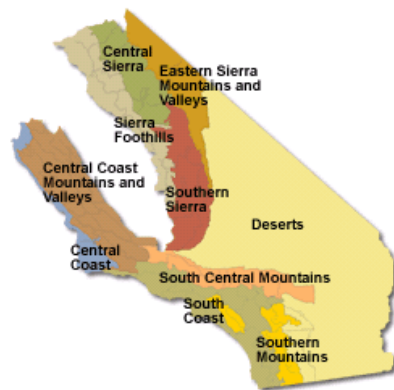 Central
Sierra
Eastern Sierra
Mountains and
Valleys
Sierra
Foothills
Central Coast
Mountains and
Valleys
Southern
Sierra
Deserts
Central
Coast
South Central Mountains
South
Coast
Southern
Mountains